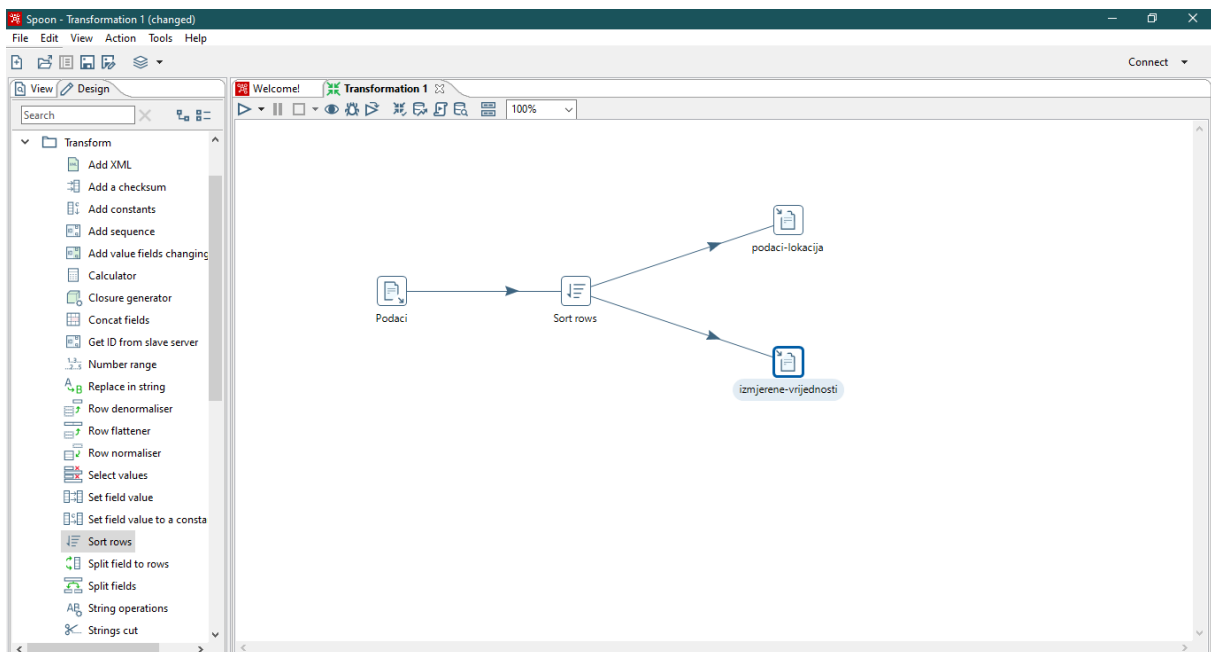 Spoon - Transformation 1 (changed)
File Edit View Action Tools Help
Connect
View Design
Welcome! Transformation 1
Search
100%
Transform
Add XML
Add a checksum
Add constants
Add sequence
Add value fields changing
Calculator
Closure generator
Concat fields
Get ID from slave server
Number range
Replace in string
Row denormaliser
Row flattener
Row normaliser
Select values
Set field value
Set field value to a consta
Sort rows
Split field to rows
Split fields
String operations
Strings cut
podaci-lokacija
Podaci
Sort rows
izmjerene-vrijednosti